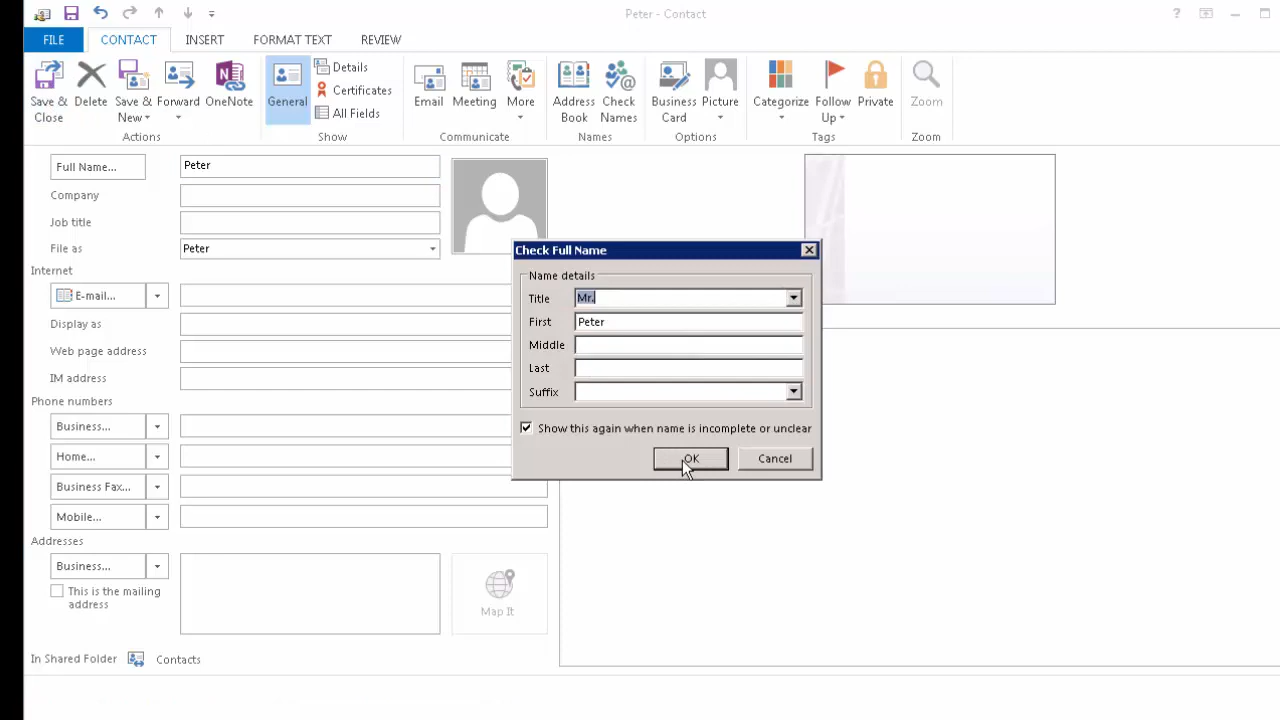 Peter - Contact
?
FILE CONTACT INSERT FORMAT TEXT REVIEW
Save & Close
Delete
Save & New
Forward
OneNote
Actions
General
Details
Certificates
All Fields
Show
Email
Meeting
More
Communicate
Address Book
Check Names
Names
Business Card
Picture
Options
Categorize
Follow Up
Private
Tags
Zoom
Zoom
Full Name... Peter
Company
Job title
File as Peter
Internet
E-mail...
Display as
Web page address
IM address
Phone numbers
Business...
Home...
Business Fax...
Mobile...
Addresses
Business...
This is the mailing
address
Map It
In Shared Folder Contacts
Check Full Name
Name details
Title Mr.
First Peter
Middle
Last
Suffix
Show this again when name is incomplete or unclear
OK Cancel